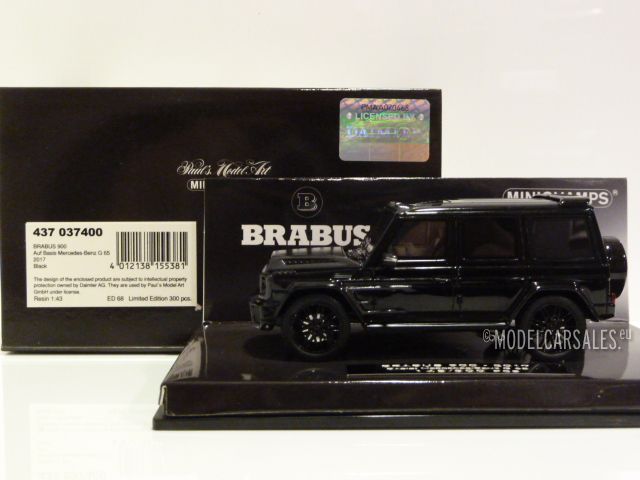 PMA A070465
LICENSED BY
Paul's Model Art
437 037400
BRABUS 900
Auf Basis Mercedes-Benz G 65
2017
Black
4 012138 155381
The design of the enclosed product are subject to intellectual property
protection owned by Daimler AG. They are used by Paul's Model Art
GmbH under license.
Resin 1:43 ED 68 Limited Edition 300 pcs.
B
MINICHAMPS
BRABUS
© MODELCARSALES.eu